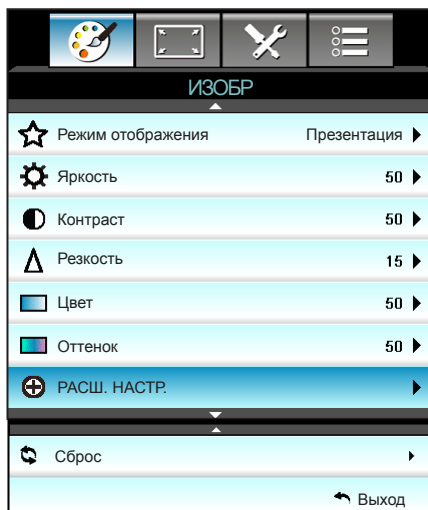 ИЗОБР
Режим отображения Презентация
Яркость 50
Контраст 50
Резкость 15
Цвет 50
Оттенок 50
РАСШ. НАСТР.
Сброс
Выход